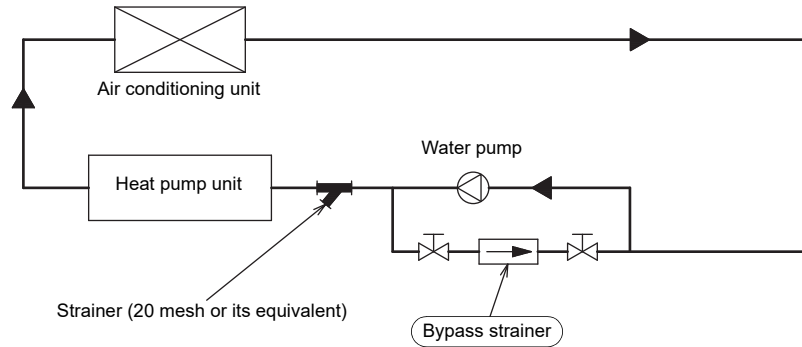 Air conditioning unit
Water pump
Heat pump unit
Strainer (20 mesh or its equivalent)
Bypass strainer